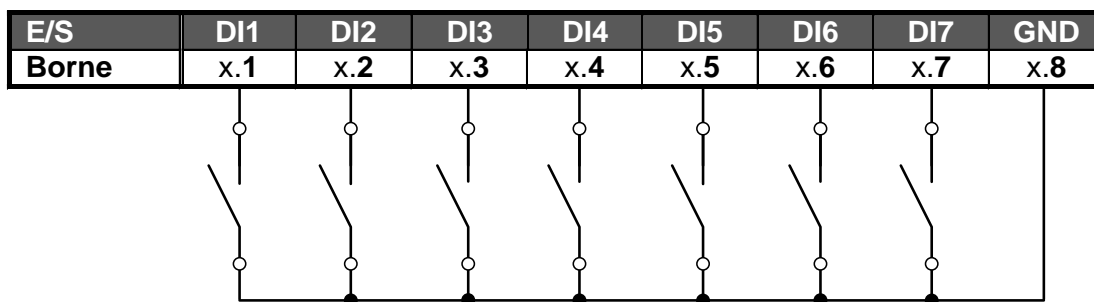 E/S DI1 DI2 DI3 DI4 DI5 DI6 DI7 GND
Borne x.1 x.2 x.3 x.4 x.5 x.6 x.7 x.8